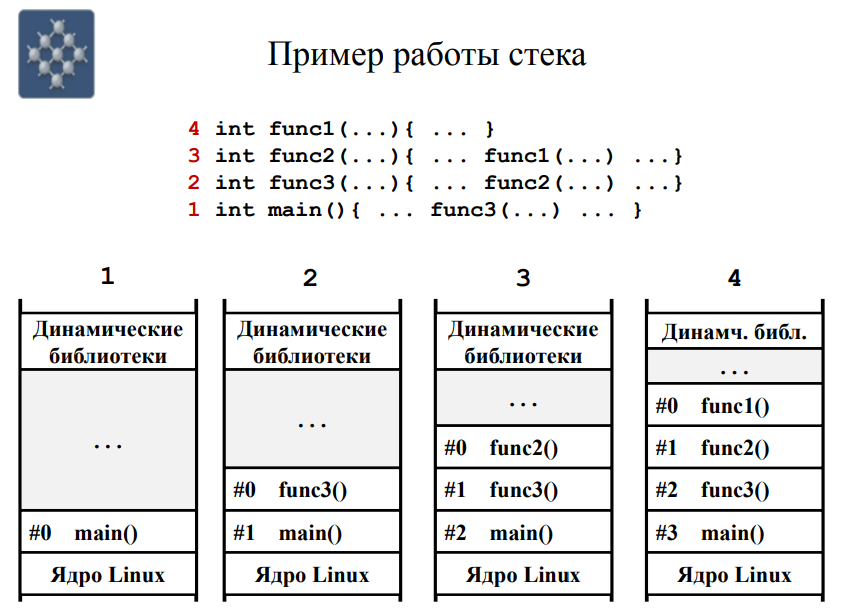 Пример работы стека
4 int func1(...){ ... }
3 int func2(...){ ... func1(...) ...}
2 int func3(...){ ... func2(...) ...}
1 int main(){ ... func3(...) ... }
1
Динамические
библиотеки
...
#0 main()
Ядро Linux
2
Динамические
библиотеки
...
#0 func3()
#1 main()
Ядро Linux
3
Динамические
библиотеки
...
#0 func2()
#1 func3()
#2 main()
Ядро Linux
4
Динамч. библ.
...
#0 func1()
#1 func2()
#2 func3()
#3 main()
Ядро Linux